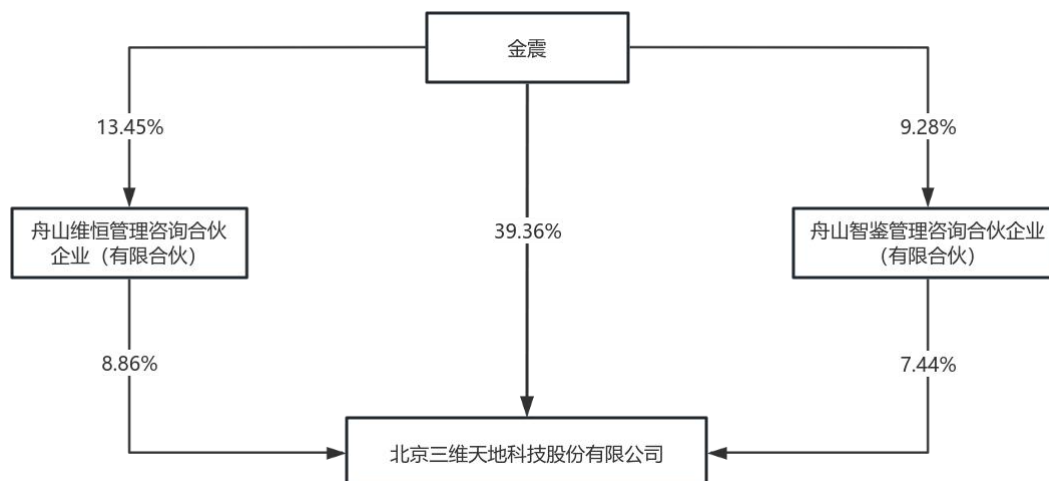 金震
13.45%
9.28%
舟山维恒管理咨询合伙
企业（有限合伙）
39.36%
舟山智鉴管理咨询合伙企业
（有限合伙）
8.86%
7.44%
北京三维天地科技股份有限公司